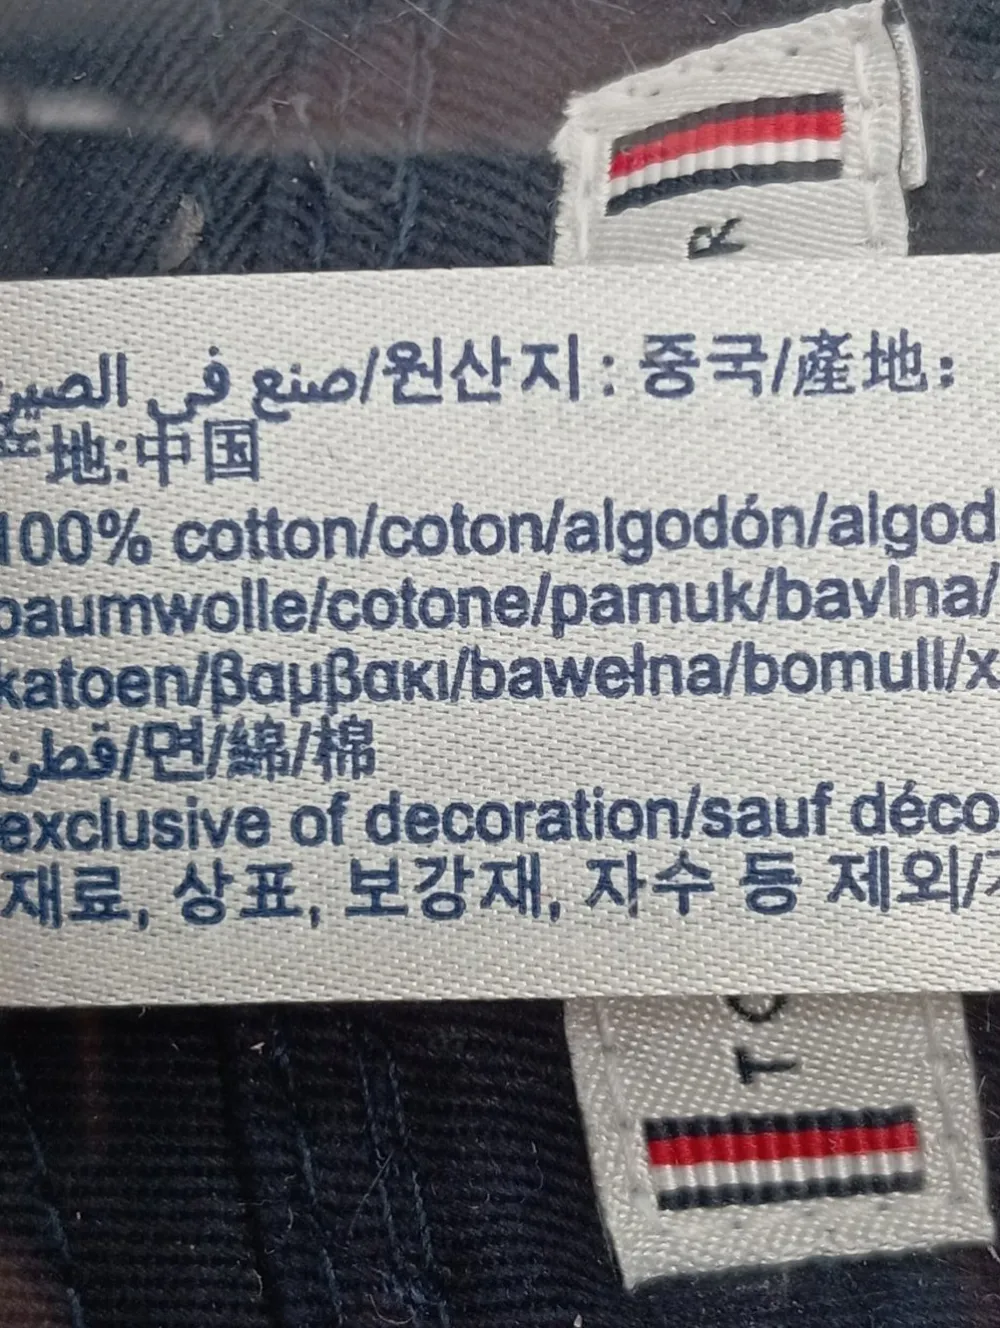 R
صنع في الصين/원산지 : 중국/產地:
地:中国
100% cotton/coton/algodón/algod
baumwolle/cotone/pamuk/bavlna/
katoen/βαμβακι/bawełna/bomull/x
قطن/면/綿/棉
exclusive of decoration/sauf déco
재료, 상표, 보강재, 자수 등 제외/
TO